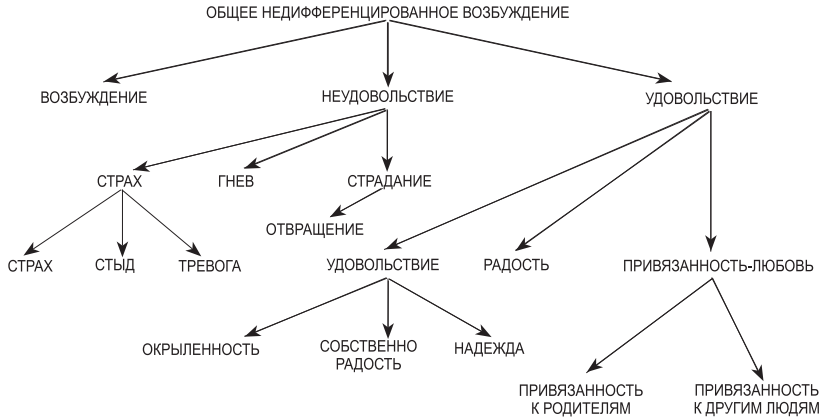 ОБЩЕЕ НЕДИФФЕРЕНЦИРОВАННОЕ ВОЗБУЖДЕНИЕ
ВОЗБУЖДЕНИЕ
НЕУДОВОЛЬСТВИЕ
УДОВОЛЬСТВИЕ
СТРАХ
ГНЕВ
СТРАДАНИЕ
ОТВРАЩЕНИЕ
СТРАХ
СТЫД
ТРЕВОГА
УДОВОЛЬСТВИЕ
РАДОСТЬ
ПРИВЯЗАННОСТЬ-ЛЮБОВЬ
ОКРЫЛЕННОСТЬ
СОБСТВЕННО
РАДОСТЬ
НАДЕЖДА
ПРИВЯЗАННОСТЬ
К РОДИТЕЛЯМ
ПРИВЯЗАННОСТЬ
К ДРУГИМ ЛЮДЯМ